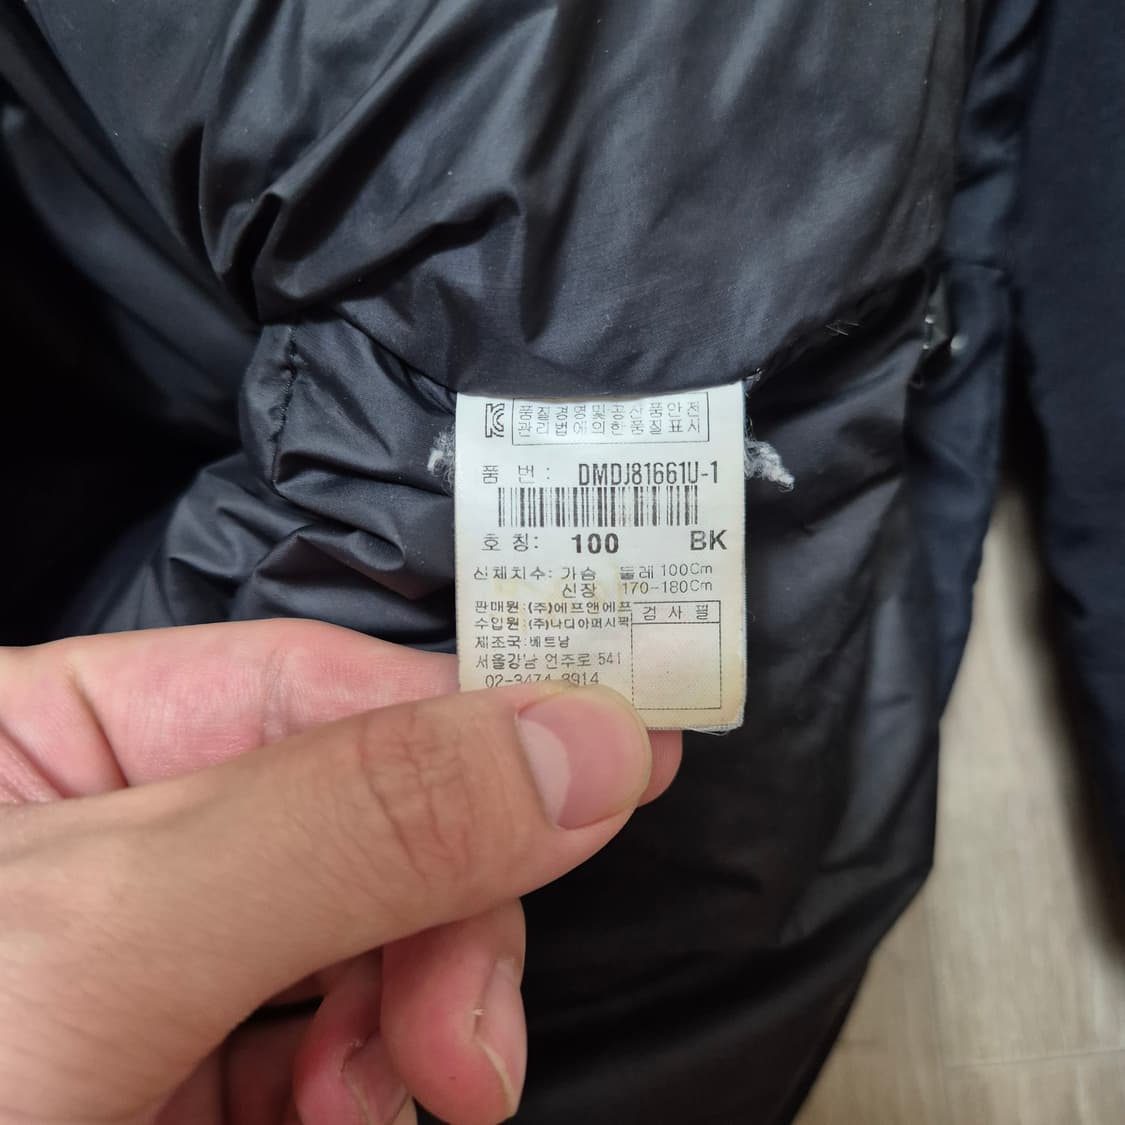 품질경영및공산품안전
관리법에의한품질표시
품 번 : DMDJ81661U-1
호 칭: 100 BK
신체치수: 가슴 둘레 100Cm
신장 170-180Cm
판매원:(주)에프앤에프
수입원:(주)나디아퍼시픽
제조국:베트남
서울강남 언주로 541
02-3474-8914
검 사 필